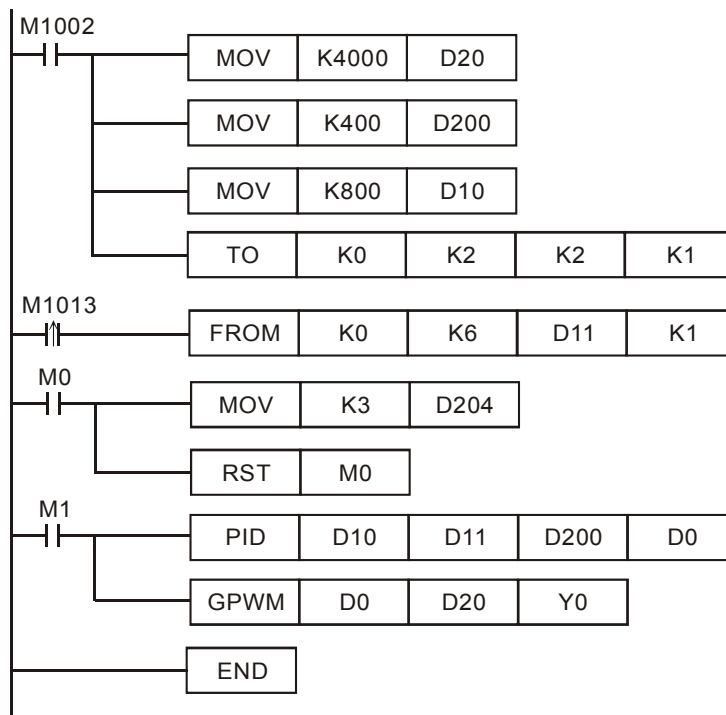 M1002
MOV K4000 D20
MOV K400 D200
MOV K800 D10
TO K0 K2 K2 K1
M1013
FROM K0 K6 D11 K1
M0
MOV K3 D204
RST M0
M1
PID D10 D11 D200 D0
GPWM D0 D20 Y0
END